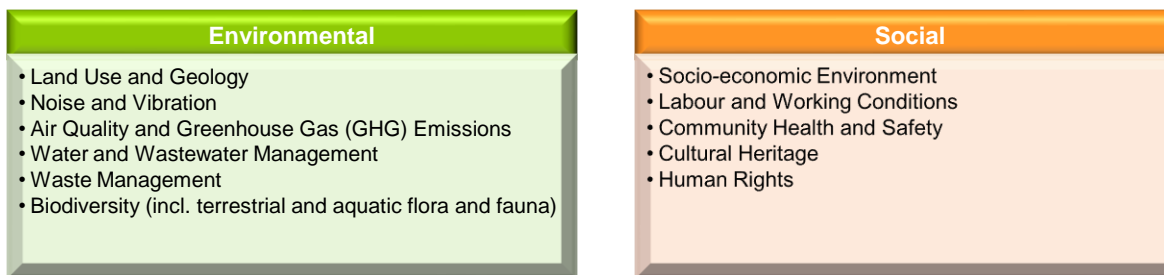 Environmental
• Land Use and Geology
• Noise and Vibration
• Air Quality and Greenhouse Gas (GHG) Emissions
• Water and Wastewater Management
• Waste Management
• Biodiversity (incl. terrestrial and aquatic flora and fauna)
Social
• Socio-economic Environment
• Labour and Working Conditions
• Community Health and Safety
• Cultural Heritage
• Human Rights